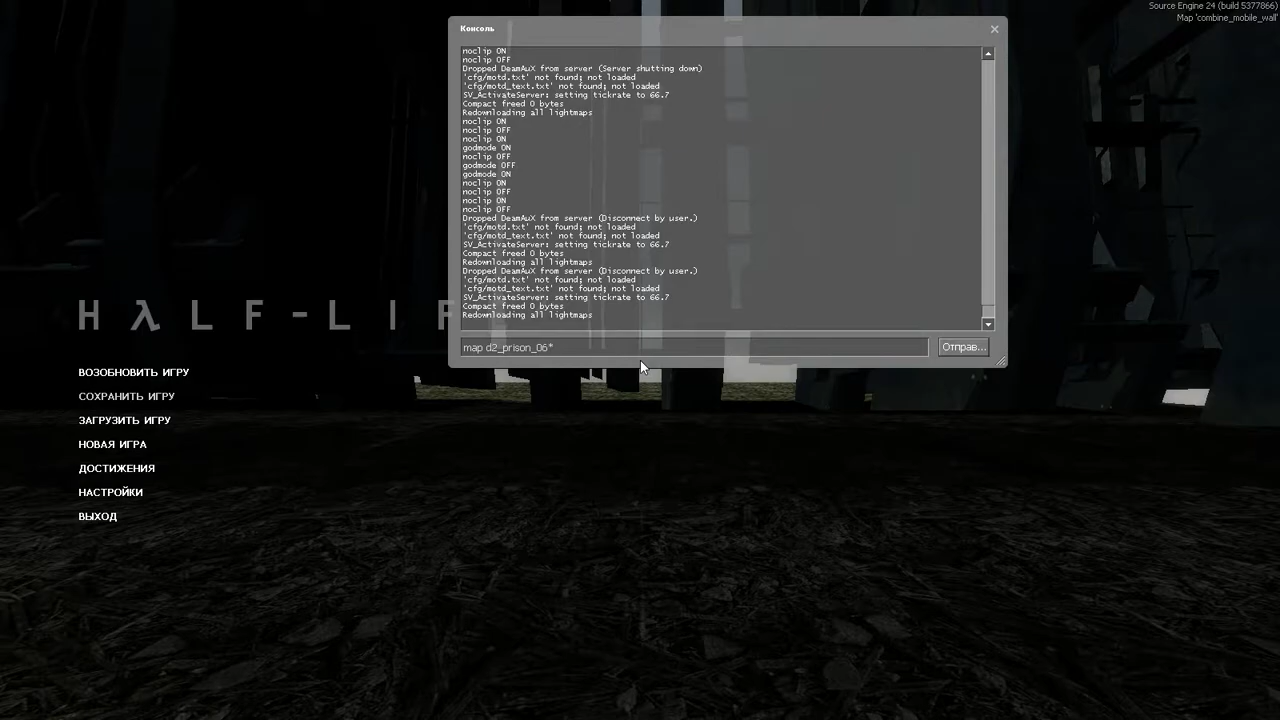 Source Engine 24 (build 5377866)
Map 'combine_mobile_wall'
Консоль
noclip ON
noclip OFF
Dropped DeamAuX from server (Server shutting down)
'cfg/motd.txt' not found; not loaded
'cfg/motd_text.txt' not found; not loaded
SV_ActivateServer: setting tickrate to 66.7
Compact freed 0 bytes
Redownloading all lightmaps
noclip ON
noclip OFF
noclip ON
godmode ON
noclip OFF
godmode OFF
godmode ON
noclip ON
noclip OFF
noclip ON
noclip OFF
Dropped DeamAuX from server (Disconnect by user.)
'cfg/motd.txt' not found; not loaded
'cfg/motd_text.txt' not found; not loaded
SV_ActivateServer: setting tickrate to 66.7
Compact freed 0 bytes
Redownloading all lightmaps
Dropped DeamAuX from server (Disconnect by user.)
'cfg/motd.txt' not found; not loaded
'cfg/motd_text.txt' not found; not loaded
SV_ActivateServer: setting tickrate to 66.7
Compact freed 0 bytes
Redownloading all lightmaps
map d2_prison_06*
Отправ...
HλLF-LIF
ВОЗОБНОВИТЬ ИГРУ
СОХРАНИТЬ ИГРУ
ЗАГРУЗИТЬ ИГРУ
НОВАЯ ИГРА
ДОСТИЖЕНИЯ
НАСТРОЙКИ
ВЫХОД